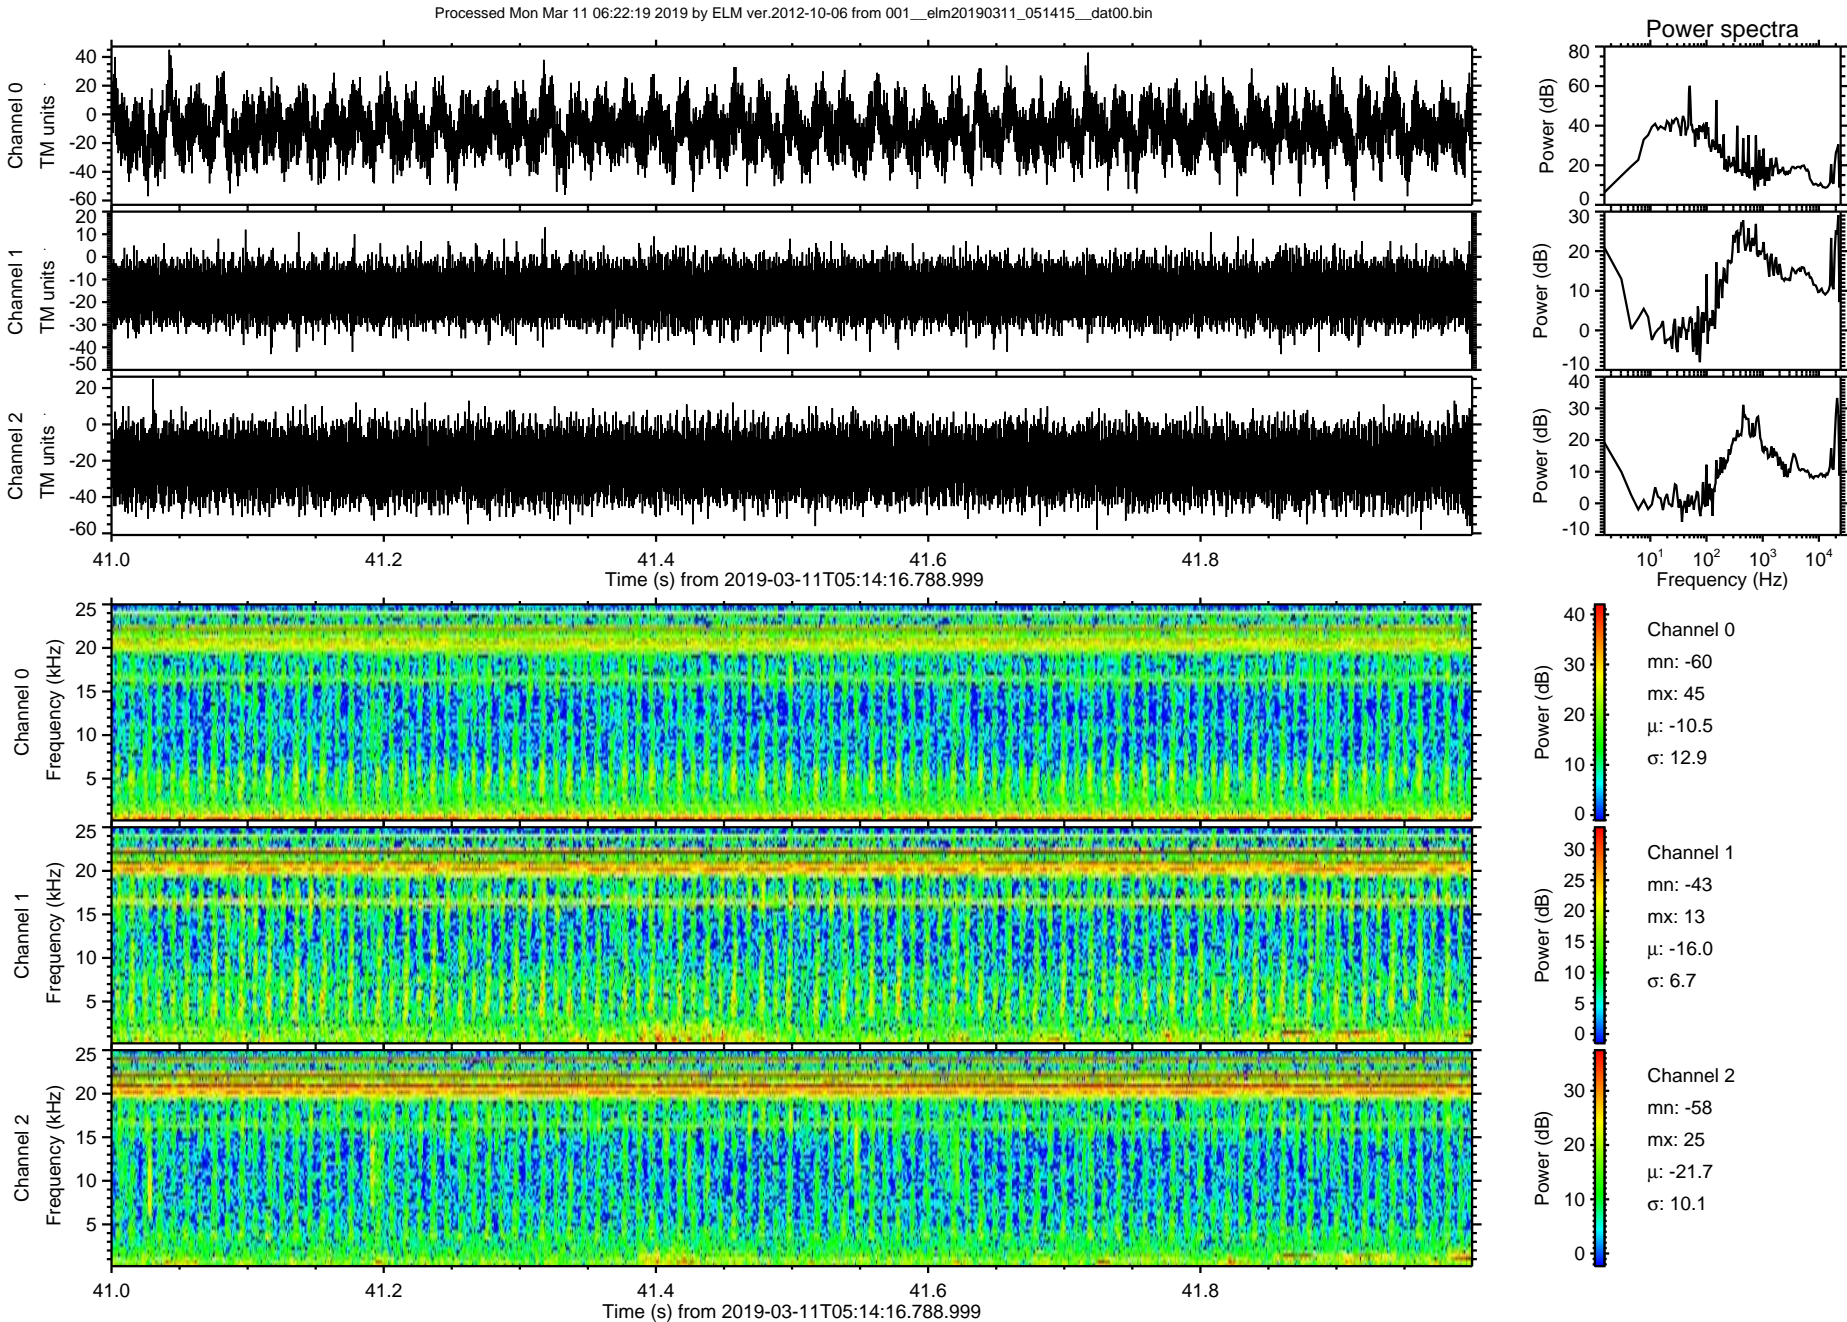 Processed Mon Mar 11 06:22:19 2019 by ELM ver.2012-10-06 from 001__elm20190311_051415__dat00.bin
Power spectra
Channel 0
TM units
40
20
0
-20
-40
-60
Power (dB)
80
60
40
20
0
Channel 1
TM units
20
10
0
-10
-20
-30
-40
-50
Power (dB)
30
20
10
0
-10
Channel 2
TM units
20
0
-20
-40
-60
Power (dB)
40
30
20
10
0
-10
41.0 41.2 41.4 41.6 41.8
Time (s) from 2019-03-11T05:14:16.788.999
10¹ 10² 10³ 10⁴
Frequency (Hz)
Channel 0
Frequency (kHz)
25
20
15
10
5
Power (dB)
40
30
20
10
0
Channel 0
mn: -60
mx: 45
μ: -10.5
σ: 12.9
Channel 1
Frequency (kHz)
25
20
15
10
5
Power (dB)
30
25
20
15
10
5
0
Channel 1
mn: -43
mx: 13
μ: -16.0
σ: 6.7
Channel 2
Frequency (kHz)
25
20
15
10
5
Power (dB)
30
20
10
0
Channel 2
mn: -58
mx: 25
μ: -21.7
σ: 10.1
41.0 41.2 41.4 41.6 41.8
Time (s) from 2019-03-11T05:14:16.788.999